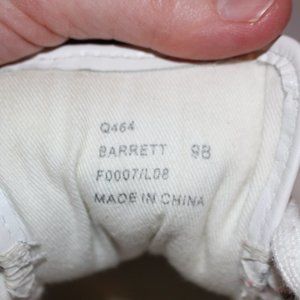 Q464
BARRETT 9B
F0007/L08
MADE IN CHINA